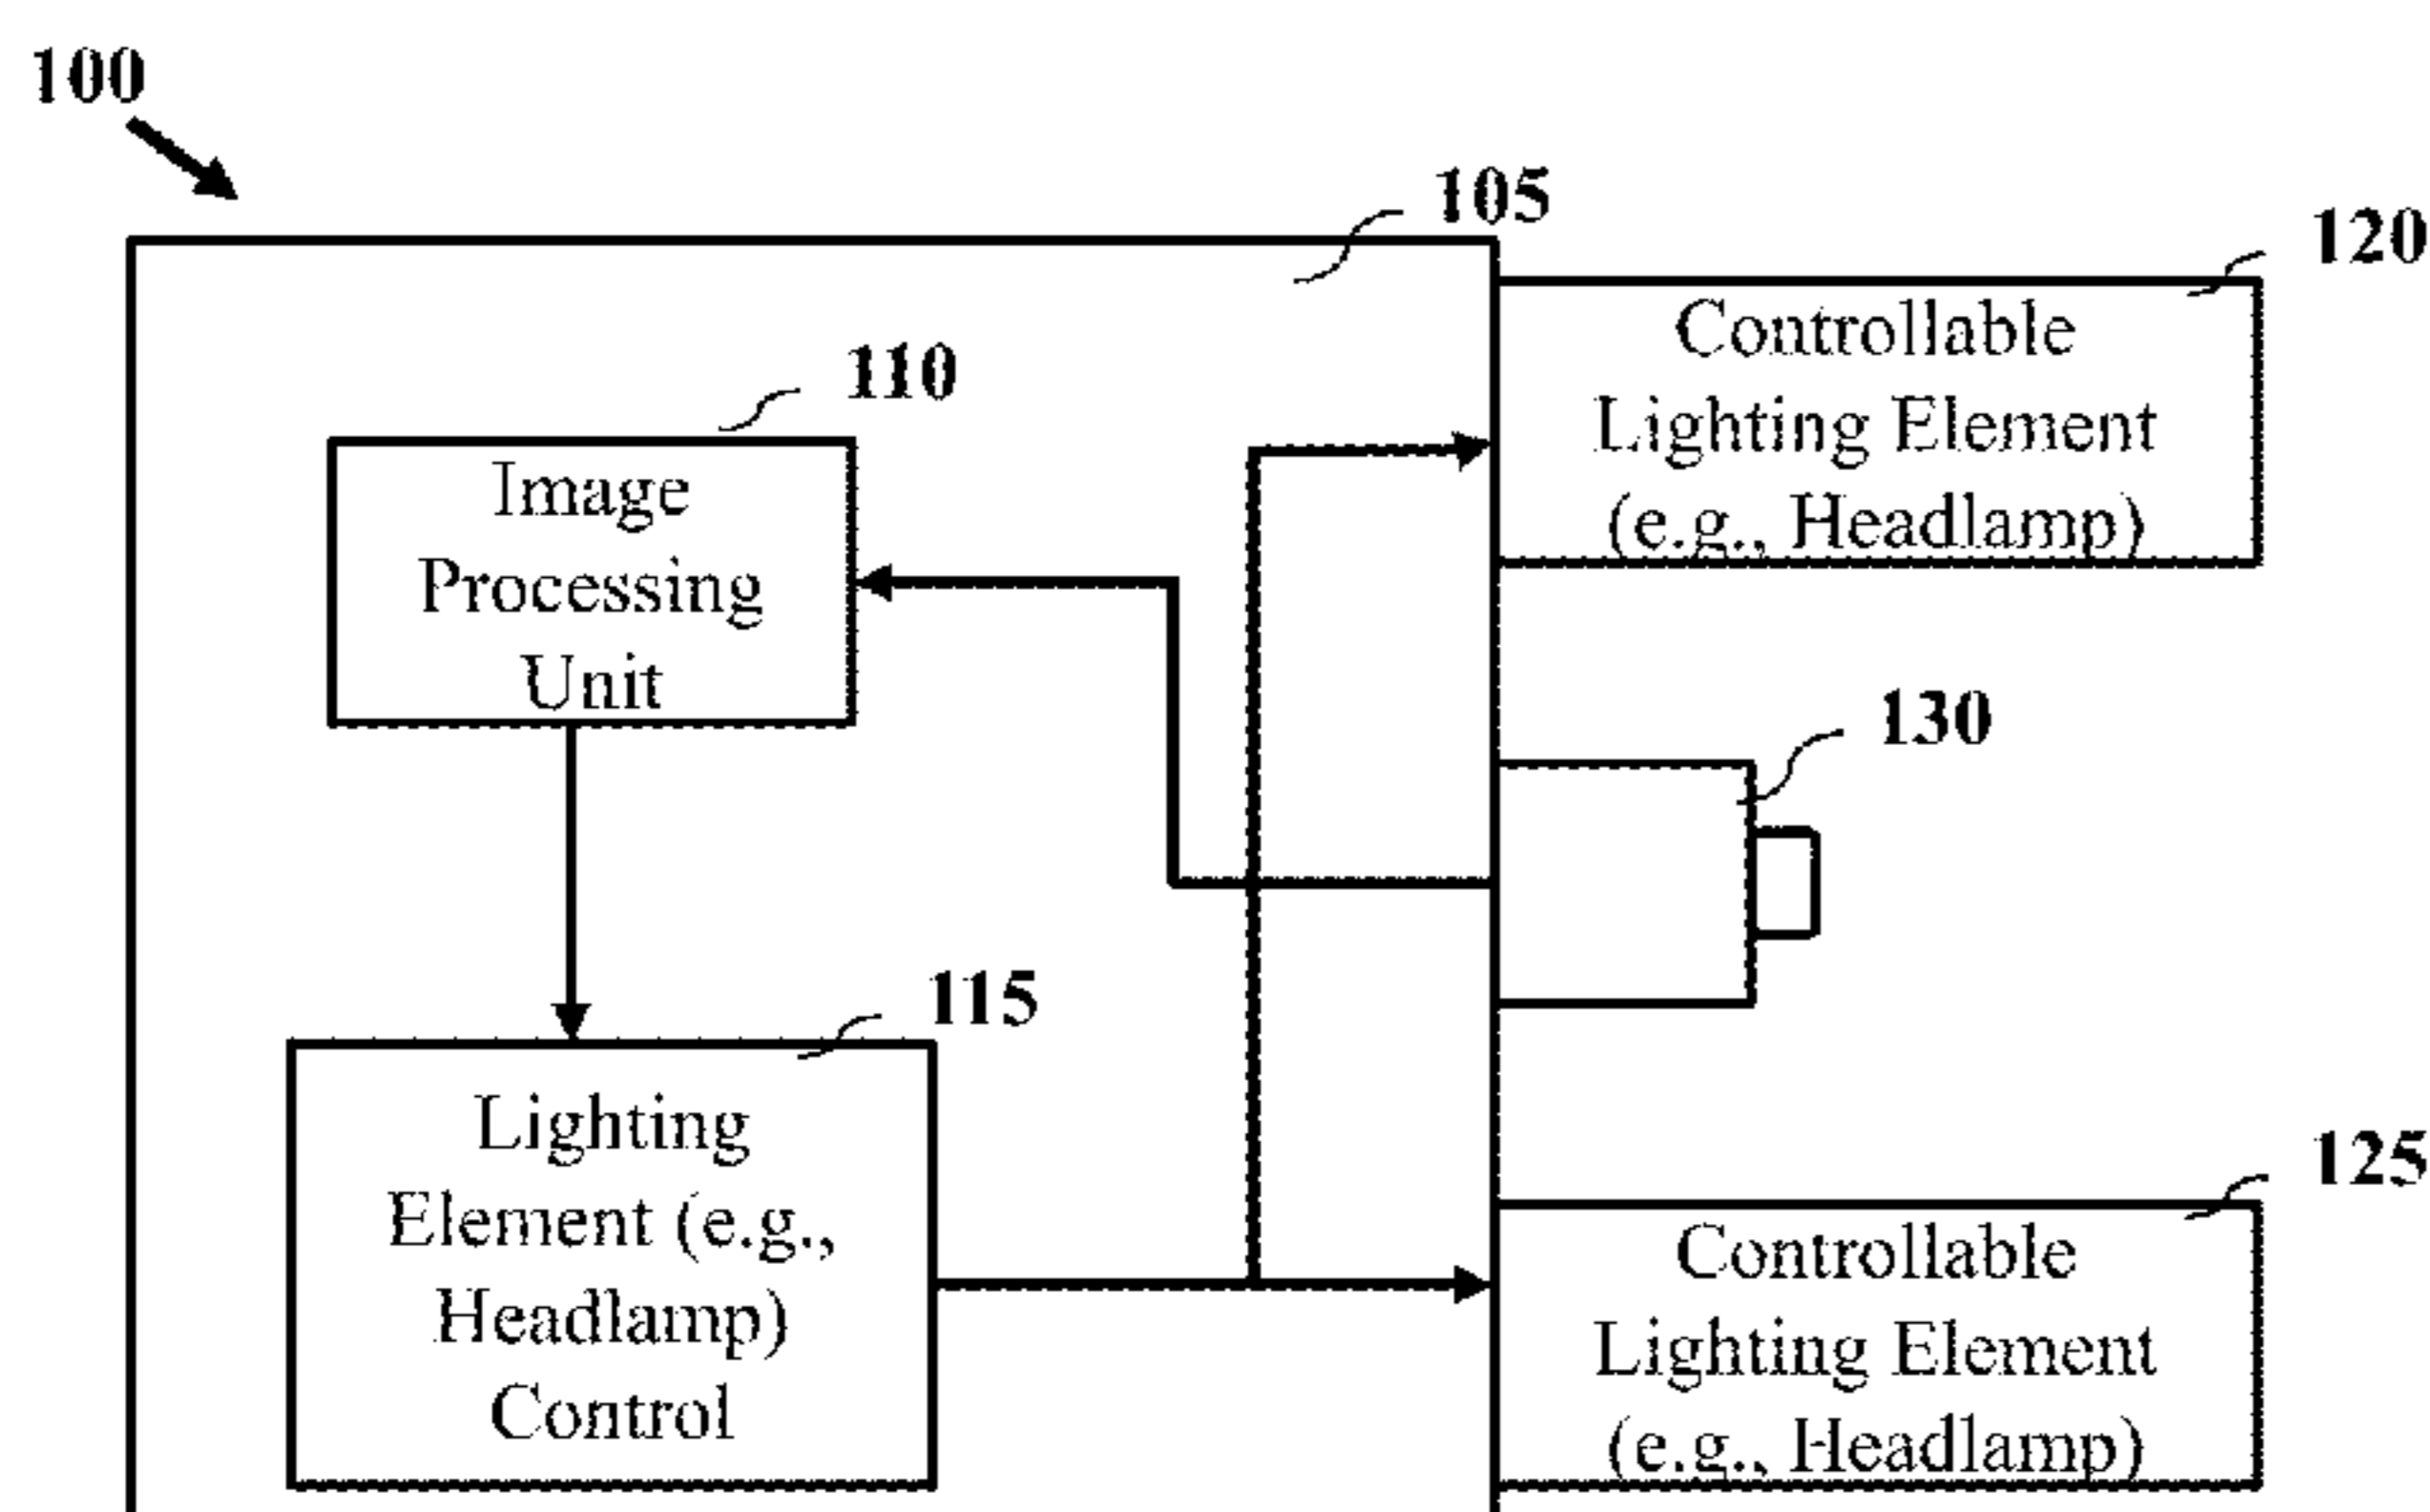 100
105
120
Controllable
Lighting Element
(e.g., Headlamp)
110
Image
Processing
Unit
130
115
Lighting
Element (e.g.,
Headlamp)
Control
125
Controllable
Lighting Element
(e.g., Headlamp)